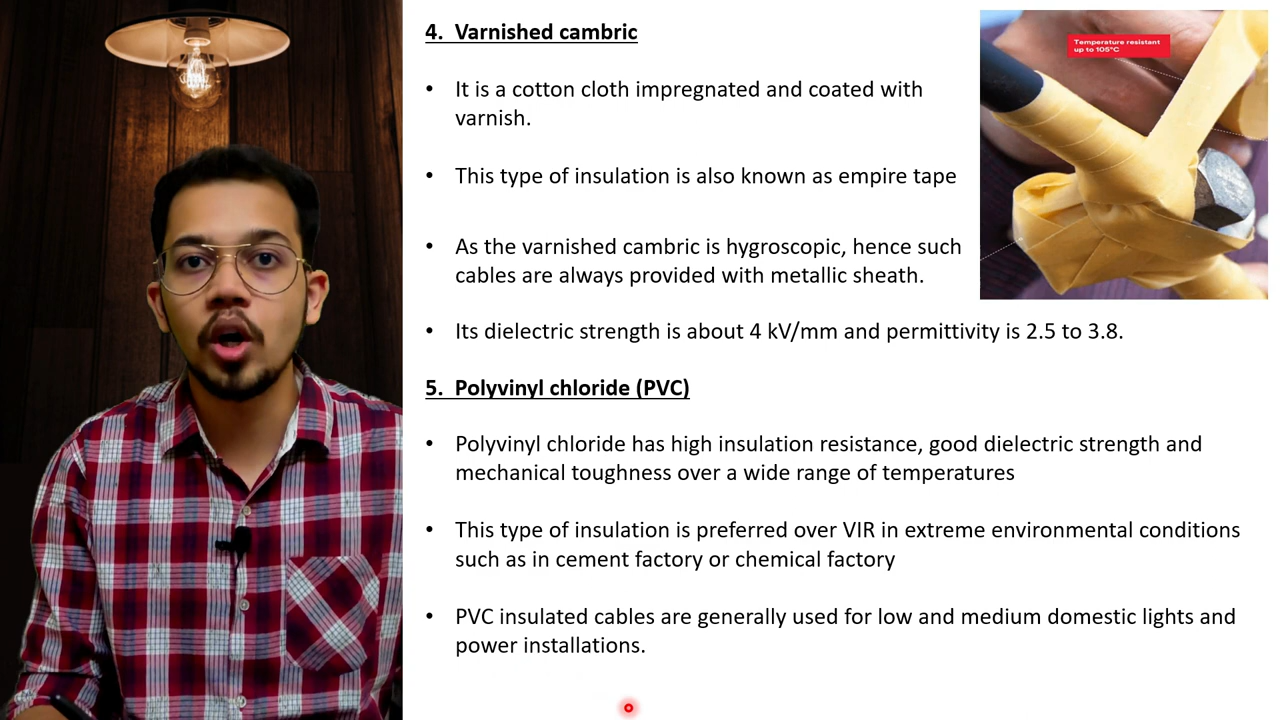 4. Varnished cambric
Temperature resistant
up to 105°C
• It is a cotton cloth impregnated and coated with
varnish.
• This type of insulation is also known as empire tape
• As the varnished cambric is hygroscopic, hence such
cables are always provided with metallic sheath.
• Its dielectric strength is about 4 kV/mm and permittivity is 2.5 to 3.8.
5. Polyvinyl chloride (PVC)
• Polyvinyl chloride has high insulation resistance, good dielectric strength and
mechanical toughness over a wide range of temperatures
• This type of insulation is preferred over VIR in extreme environmental conditions
such as in cement factory or chemical factory
• PVC insulated cables are generally used for low and medium domestic lights and
power installations.